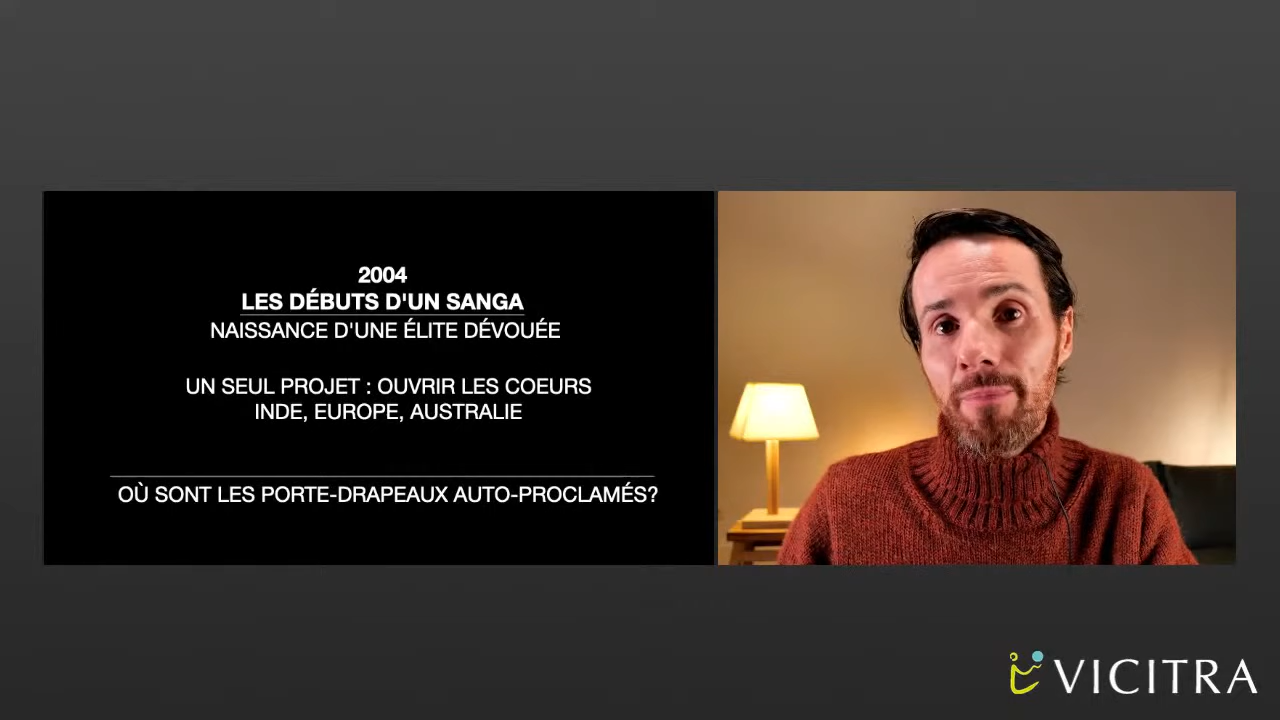 2004
LES DÉBUTS D'UN SANGA
NAISSANCE D'UNE ÉLITE DÉVOUÉE
UN SEUL PROJET : OUVRIR LES COEURS
INDE, EUROPE, AUSTRALIE
OÙ SONT LES PORTE-DRAPEAUX AUTO-PROCLAMÉS?
VICITRA